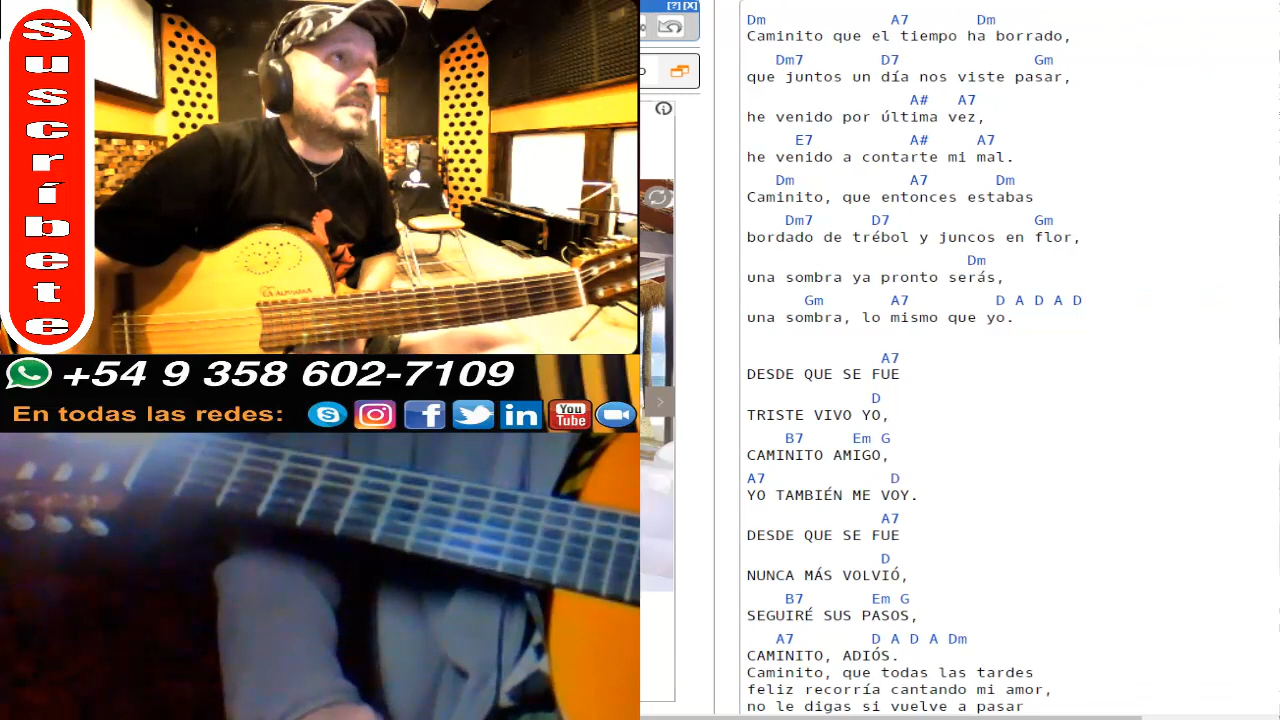 Suscríbete
+54 9 358 602-7109
En todas las redes:
You
Tube
in
[?] [X]
Dm A7 Dm
Caminito que el tiempo ha borrado,
Dm7 D7 Gm
que juntos un día nos viste pasar,
A# A7
he venido por última vez,
E7 A# A7
he venido a contarte mi mal.
Dm A7 Dm
Caminito, que entonces estabas
Dm7 D7 Gm
bordado de trébol y juncos en flor,
Dm
una sombra ya pronto serás,
Gm A7 D A D A D
una sombra, lo mismo que yo.
A7
DESDE QUE SE FUE
D
TRISTE VIVO YO,
B7 Em G
CAMINITO AMIGO,
A7 D
YO TAMBIÉN ME VOY.
A7
DESDE QUE SE FUE
D
NUNCA MÁS VOLVIÓ,
B7 Em G
SEGUIRÉ SUS PASOS,
A7 D A D A Dm
CAMINITO, ADIÓS.
Caminito, que todas las tardes
feliz recorría cantando mi amor,
no le digas si vuelve a pasar